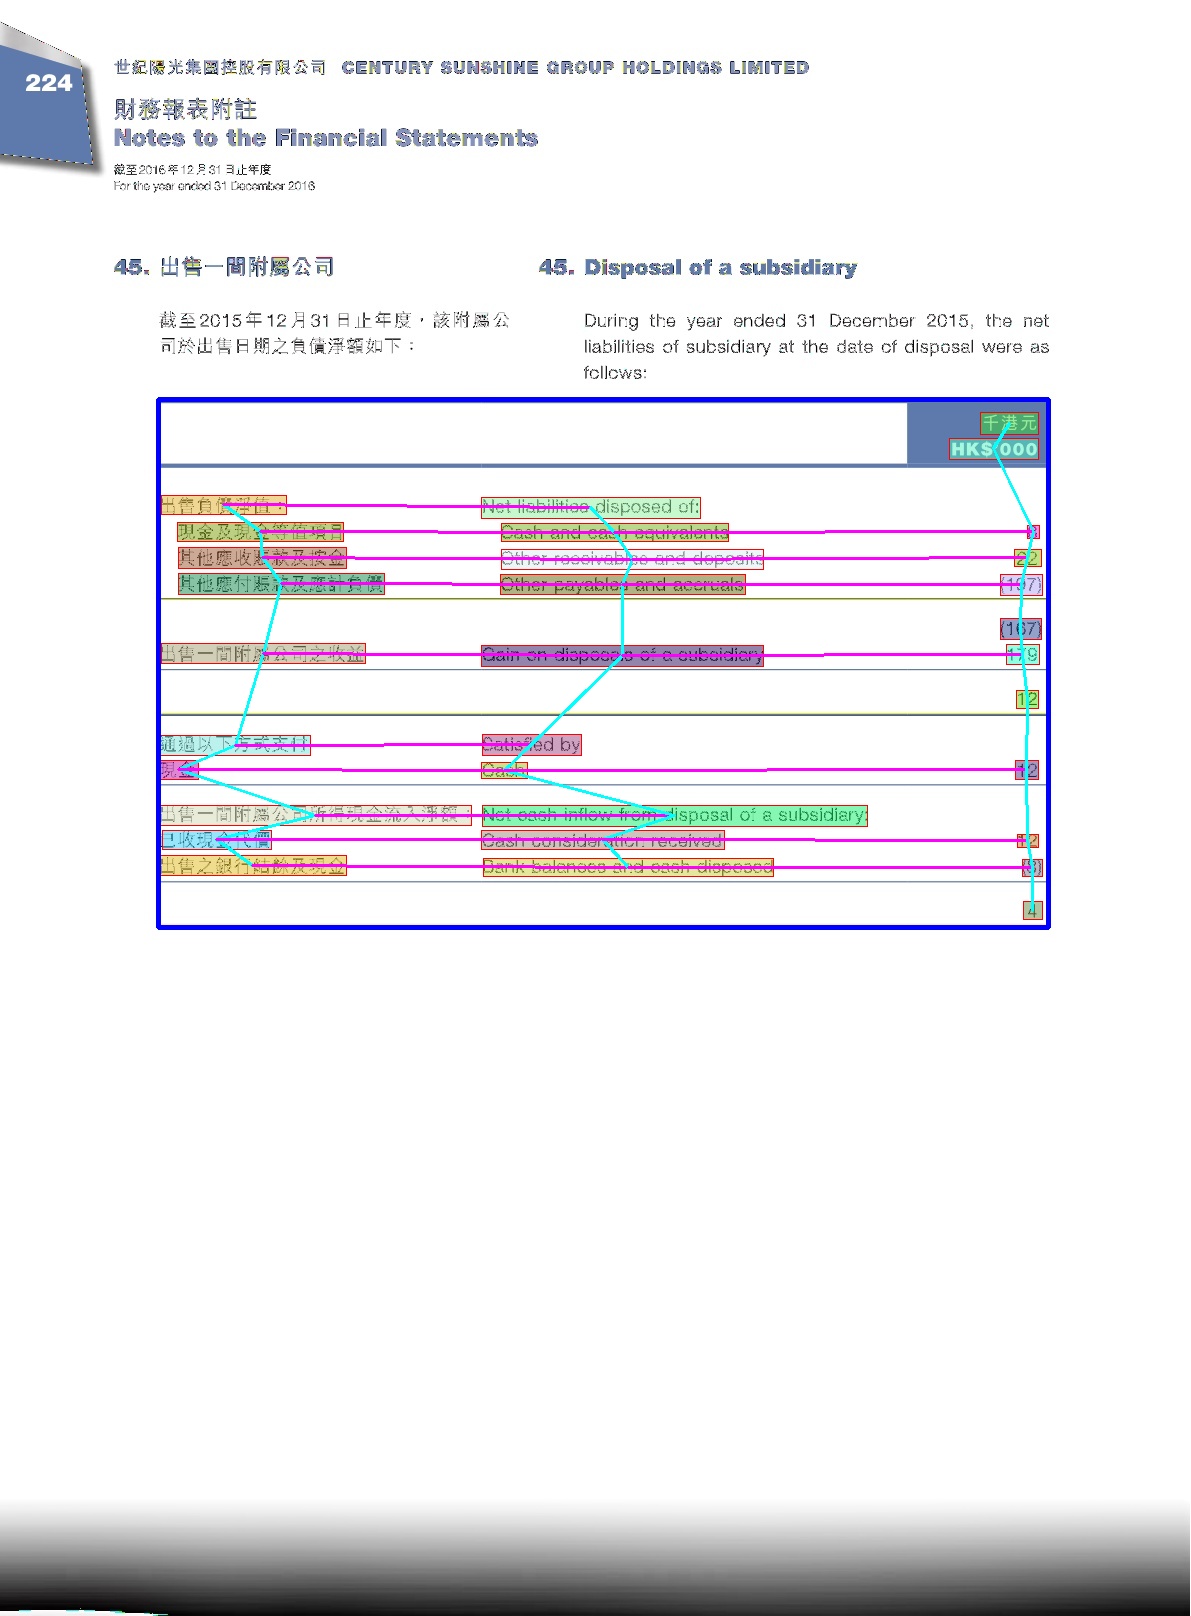 224
世紀陽光集團控股有限公司 CENTURY SUNSHINE GROUP HOLDINGS LIMITED
財務報表附註
Notes to the Financial Statements
截至2016年12月31日止年度
For the year ended 31 December 2016
45. 出售一間附屬公司
截至2015年12月31日止年度，該附屬公
司於出售日期之負債淨額如下：
45. Disposal of a subsidiary
During the year ended 31 December 2015, the net
liabilities of subsidiary at the date of disposal were as
follows:
千港元
HK$'000
出售負債淨值： Net liabilities disposed of:
現金及現金等值項目 Cash and cash equivalents 8
其他應收賬款及按金 Other receivables and deposits 22
其他應付賬款及應計負債 Other payables and accruals (197)
(167)
出售一間附屬公司之收益 Gain on disposals of a subsidiary 179
12
通過以下方式支付 Satisfied by
現金 Cash 12
出售一間附屬公司所得現金流入淨額： Net cash inflow from disposal of a subsidiary:
已收現金代價 Cash consideration received 12
出售之銀行結餘及現金 Bank balances and cash disposed (8)
4